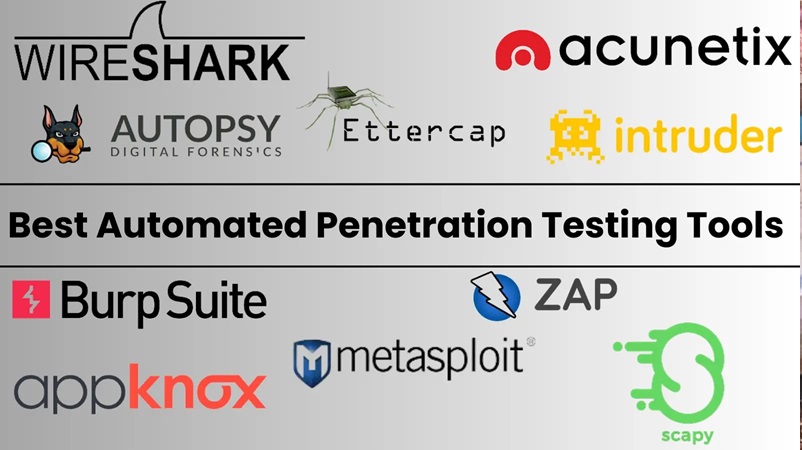 WIRESHARK
acunetix
AUTOPSY
DIGITAL FORENSICS
Ettercap
intruder
Best Automated Penetration Testing Tools
Burp Suite
ZAP
metasploit®
appknox
scapy